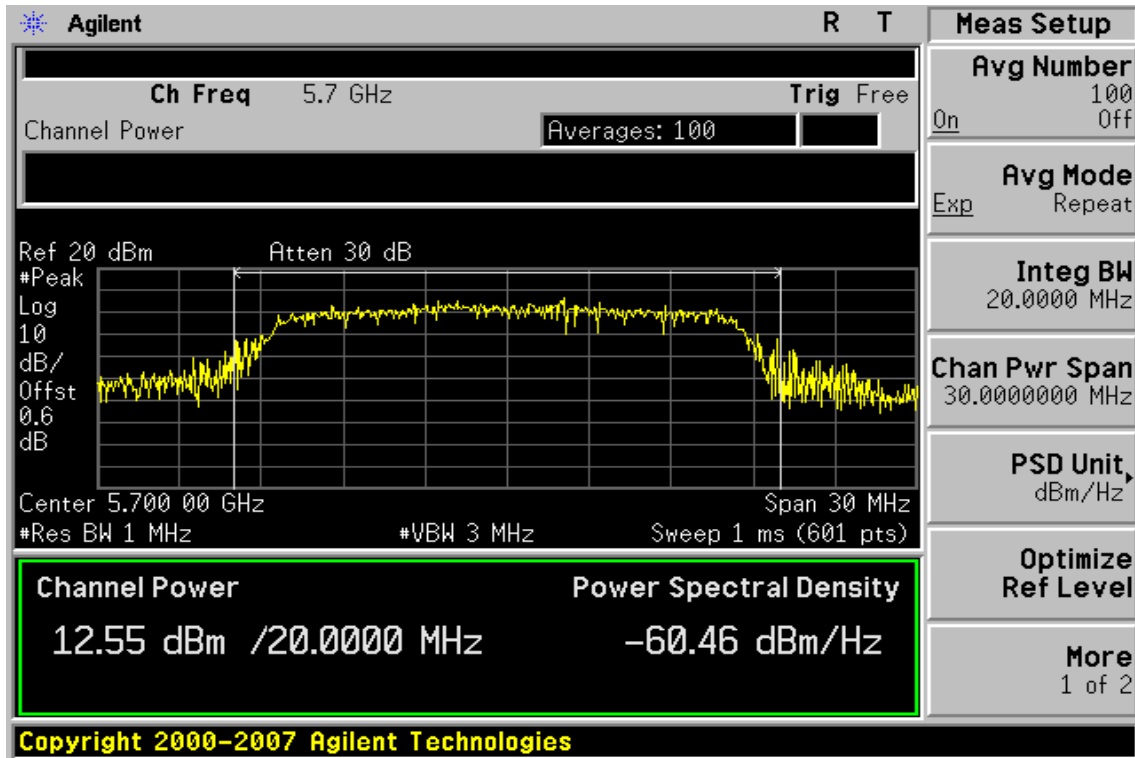 Agilent R T
Ch Freq 5.7 GHz Trig Free
Channel Power Averages: 100
Ref 20 dBm Atten 30 dB
#Peak
Log
10
dB/
Offst
0.6
dB
Center 5.700 00 GHz Span 30 MHz
#Res BW 1 MHz #VBW 3 MHz Sweep 1 ms (601 pts)
Channel Power Power Spectral Density
12.55 dBm /20.0000 MHz -60.46 dBm/Hz
Copyright 2000-2007 Agilent Technologies
Meas Setup
Avg Number
100
On Off
Avg Mode
Exp Repeat
Integ BW
20.0000 MHz
Chan Pwr Span
30.0000000 MHz
PSD Unit
dBm/Hz
Optimize
Ref Level
More
1 of 2